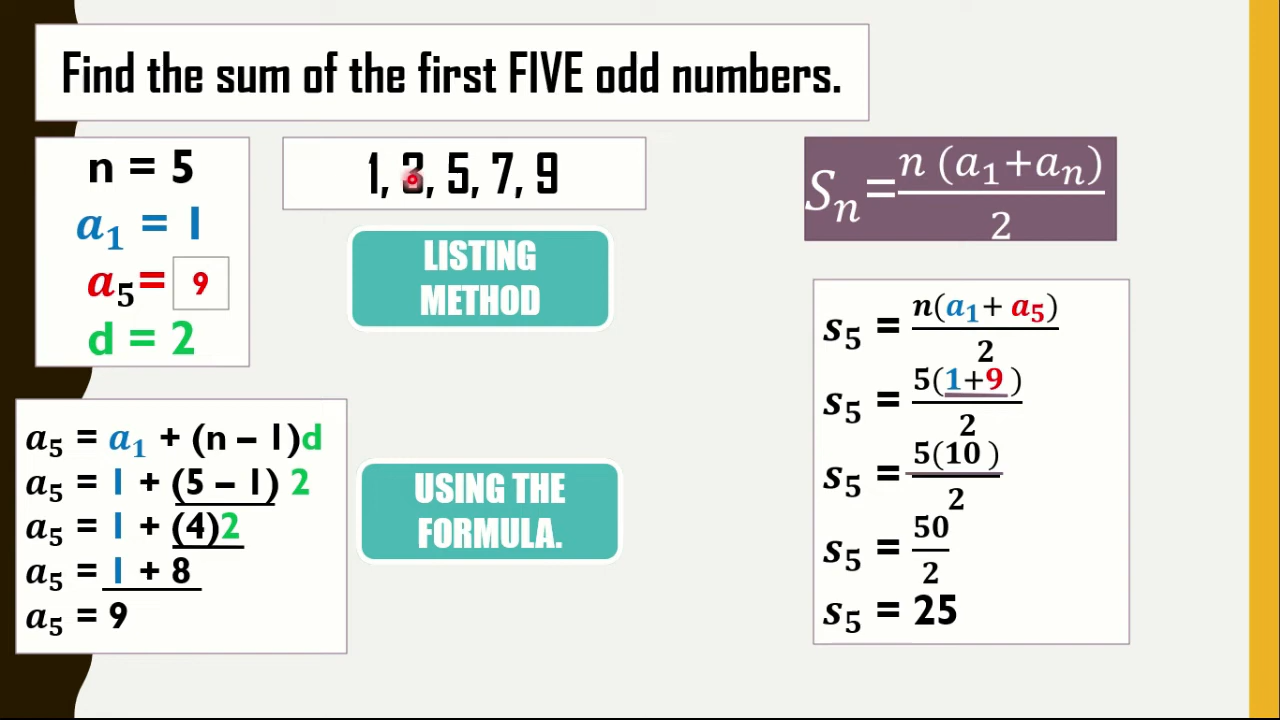 Find the sum of the first FIVE odd numbers.
n = 5
a₁ = 1
a₅= 9
d = 2
1, 3, 5, 7, 9
LISTING
METHOD
Sₙ=n (a₁+aₙ)/2
a₅ = a₁ + (n – 1)d
a₅ = 1 + (5 – 1) 2
a₅ = 1 + (4)2
a₅ = 1 + 8
a₅ = 9
USING THE
FORMULA.
s₅ = n(a₁+ a₅)/2
s₅ = 5(1+9 )/2
s₅ = 5(10 )/2
s₅ = 50/2
s₅ = 25